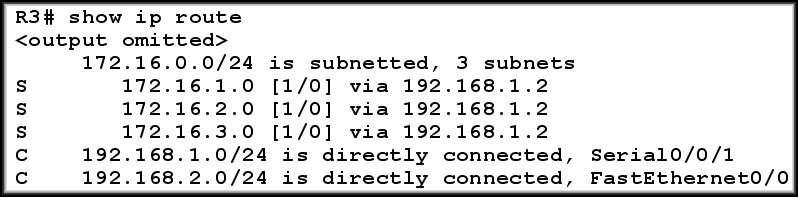 R3# show ip route
<output omitted>
172.16.0.0/24 is subnetted, 3 subnets
S 172.16.1.0 [1/0] via 192.168.1.2
S 172.16.2.0 [1/0] via 192.168.1.2
S 172.16.3.0 [1/0] via 192.168.1.2
C 192.168.1.0/24 is directly connected, Serial0/0/1
C 192.168.2.0/24 is directly connected, FastEthernet0/0